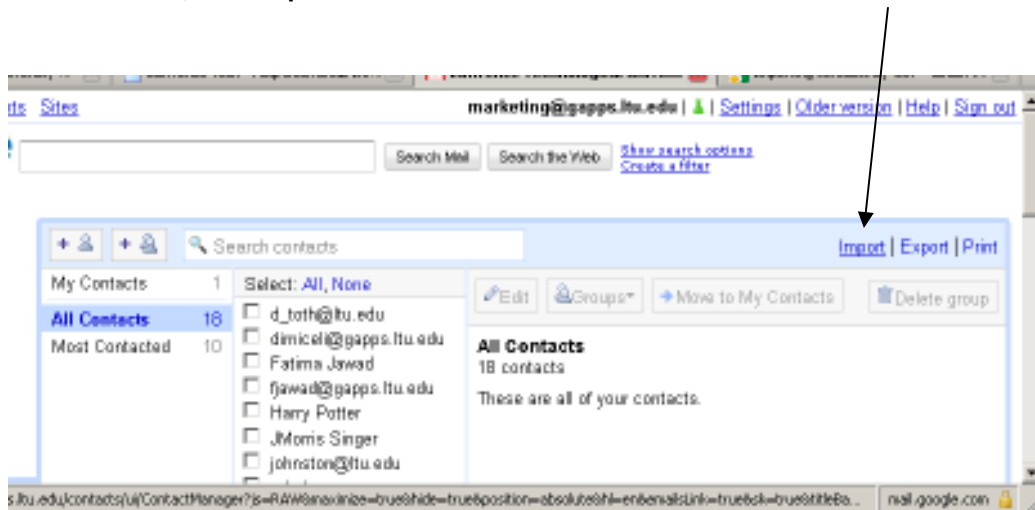 Sites marketing@gapps.ltu.edu | Settings | Older version | Help | Sign out
Search Mail Search the Web Show search options
Create a filter
Search contacts Import | Export | Print
My Contacts 1 Select: All, None Edit Groups Move to My Contacts Delete group
All Contacts 18 d_toth@ltu.edu
Most Contacted 10 dimiceli@gapps.ltu.edu All Contacts
Fatima Jawad 18 contacts
fjawad@gapps.ltu.edu These are all of your contacts.
Harry Potter
JMorris Singer
johnston@ltu.edu
mail.google.com